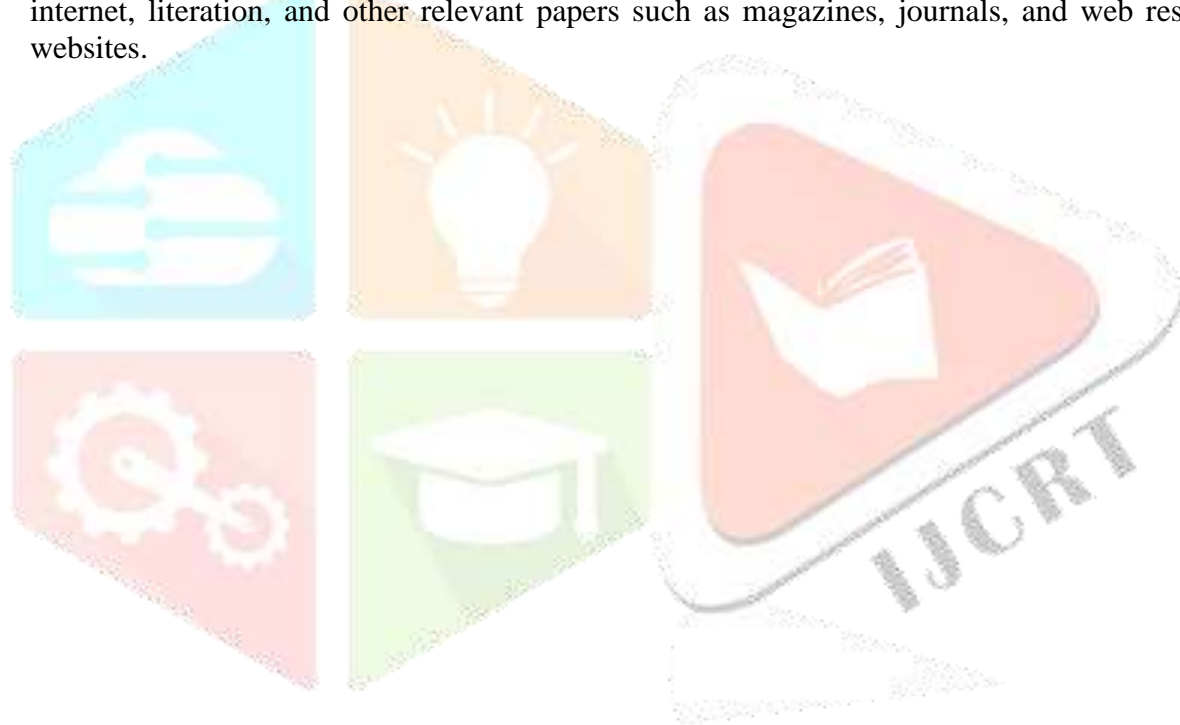 internet, literation, and other relevant papers such as magazines, journals, and web res
websites.
IJCRT